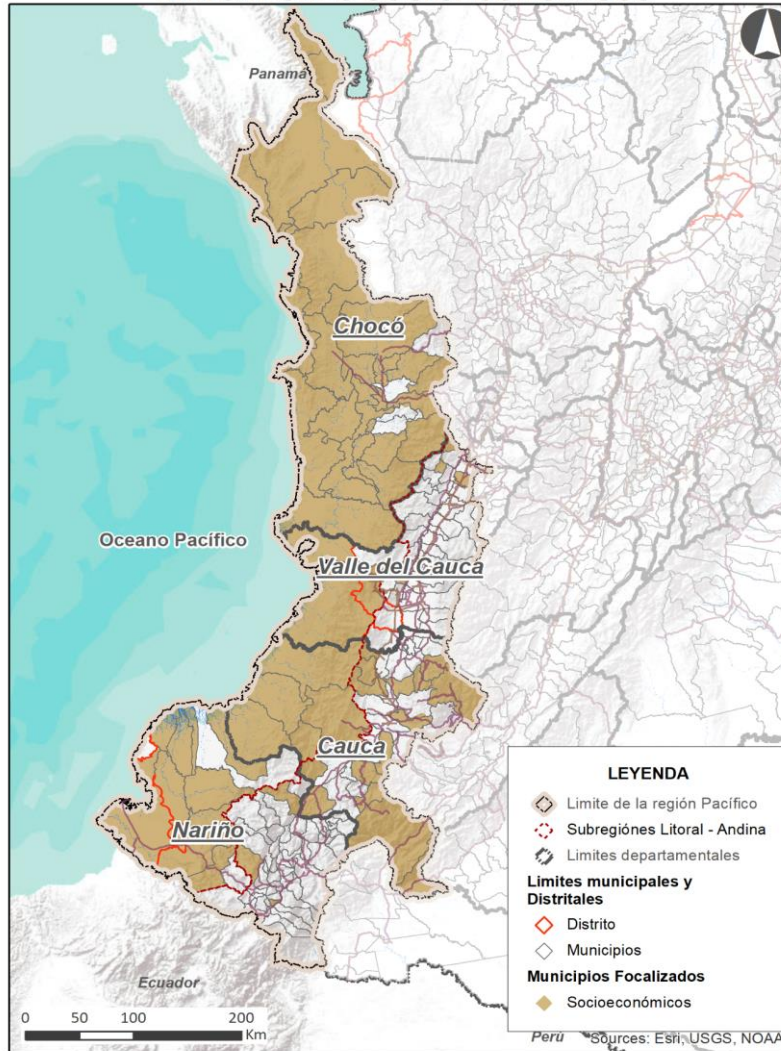 Panamá
Chocó
Oceano Pacífico
Valle del Cauca
Cauca
Nariño
Ecuador
Perú
0 50 100 200
Km
LEYENDA
Limite de la región Pacífico
Subregiónes Litoral - Andina
Limites departamentales
Limites municipales y
Distritales
Distrito
Municipios
Municipios Focalizados
Socioeconómicos
Sources: Esri, USGS, NOAA